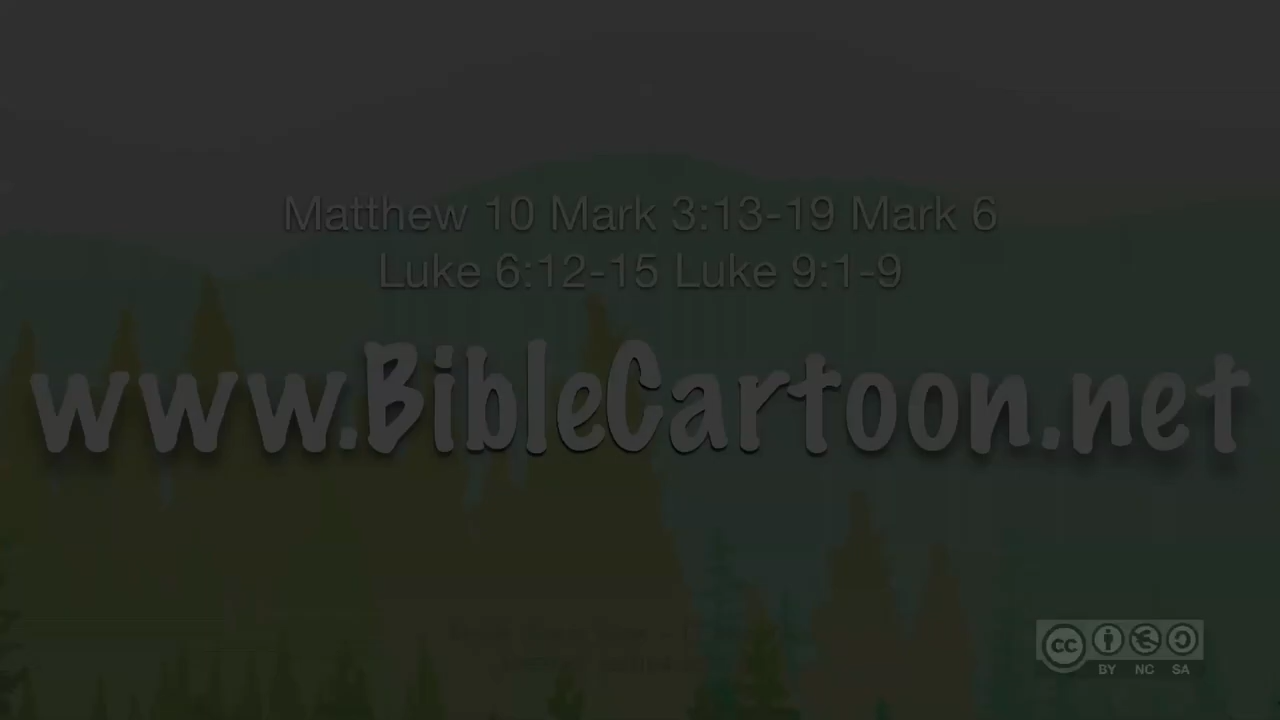 Matthew 10 Mark 3:13-19 Mark 6
Luke 6:12-15 Luke 9:1-9
www.BibleCartoon.net
cc
BY NC SA